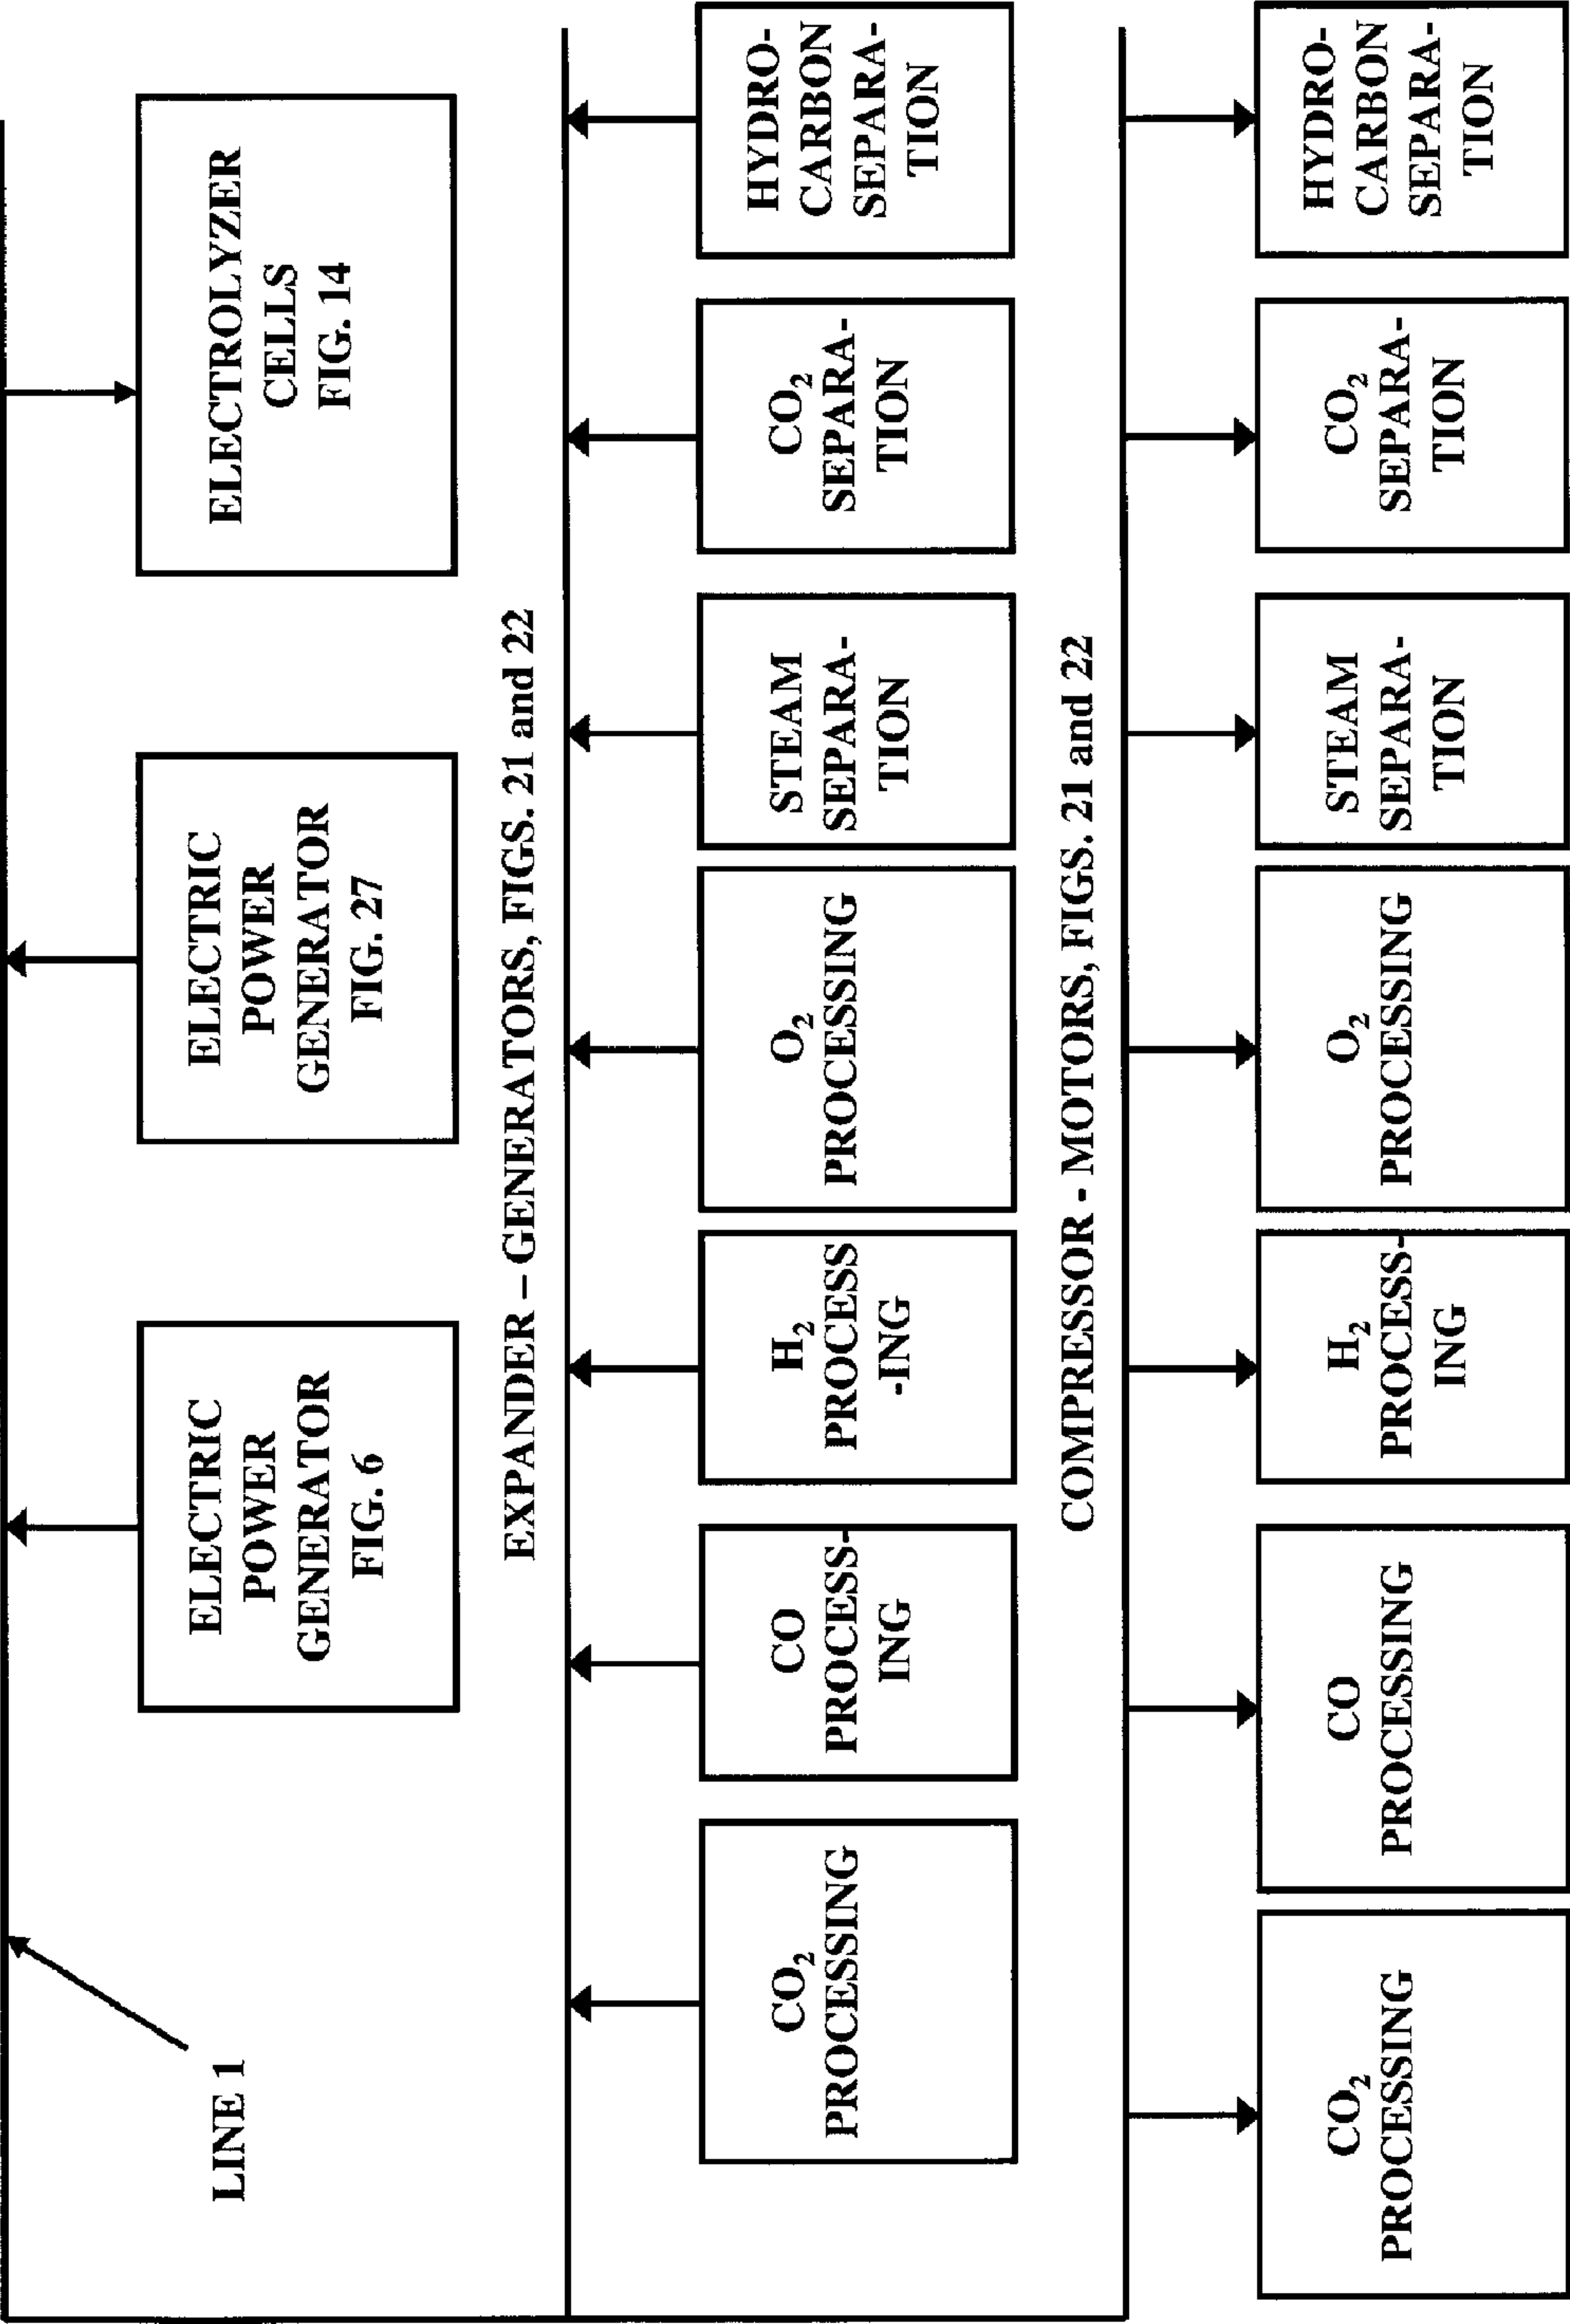 LINE 1
ELECTRIC
POWER
GENERATOR
FIG. 6
ELECTRIC
POWER
GENERATOR
FIG. 27
ELECTROLYZER
CELLS
FIG. 14
EXPANDER – GENERATORS, FIGS. 21 and 22
CO₂
PROCESSING
CO
PROCESS-
ING
H₂
PROCESS
-ING
O₂
PROCESSING
STEAM
SEPARA-
TION
CO₂
SEPARA-
TION
HYDRO-
CARBON
SEPARA-
TION
COMPRESSOR - MOTORS, FIGS. 21 and 22
CO₂
PROCESSING
CO
PROCESSING
H₂
PROCESS-
ING
O₂
PROCESSING
STEAM
SEPARA-
TION
CO₂
SEPARA-
TION
HYDRO-
CARBON
SEPARA-
TION